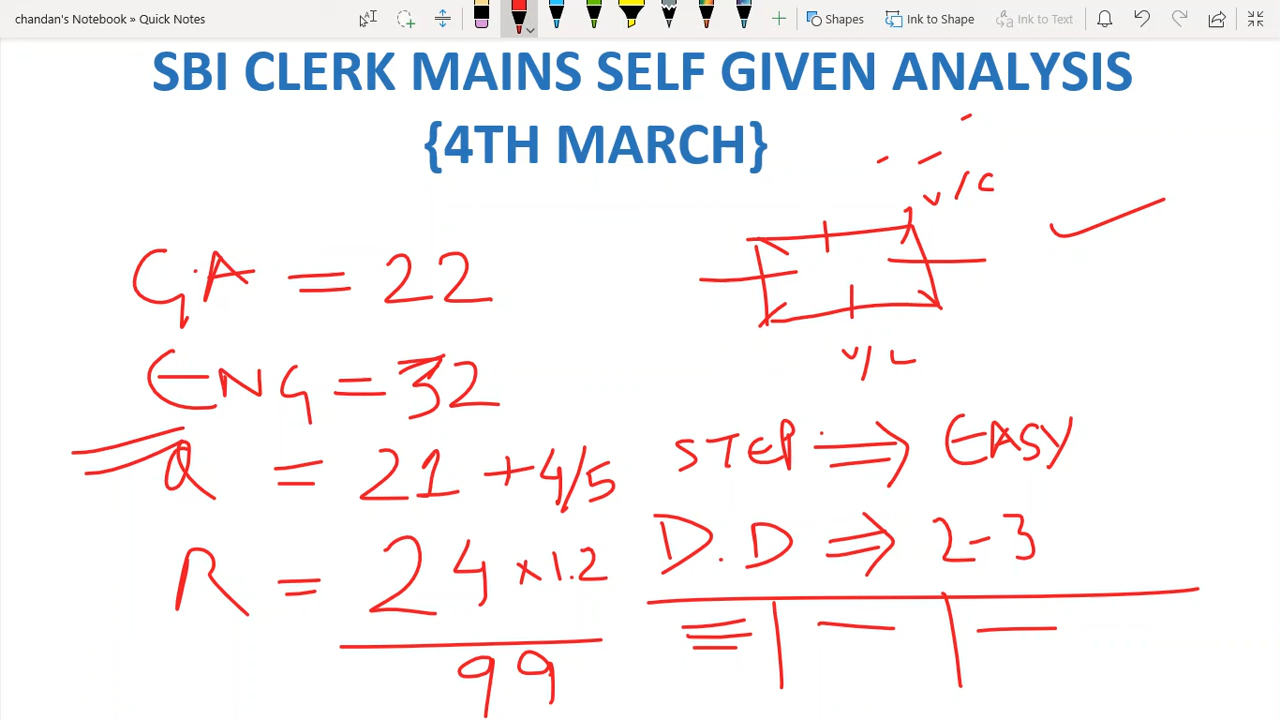 chandan's Notebook » Quick Notes
Shapes
Ink to Shape
Ink to Text
SBI CLERK MAINS SELF GIVEN ANALYSIS
{4TH MARCH}
GA = 22
ENG = 32
Q = 21 + 4/5
R = 24 × 1.2
99
V/C
V/L
STEP ⇒ EASY
D.D ⇒ 2-3